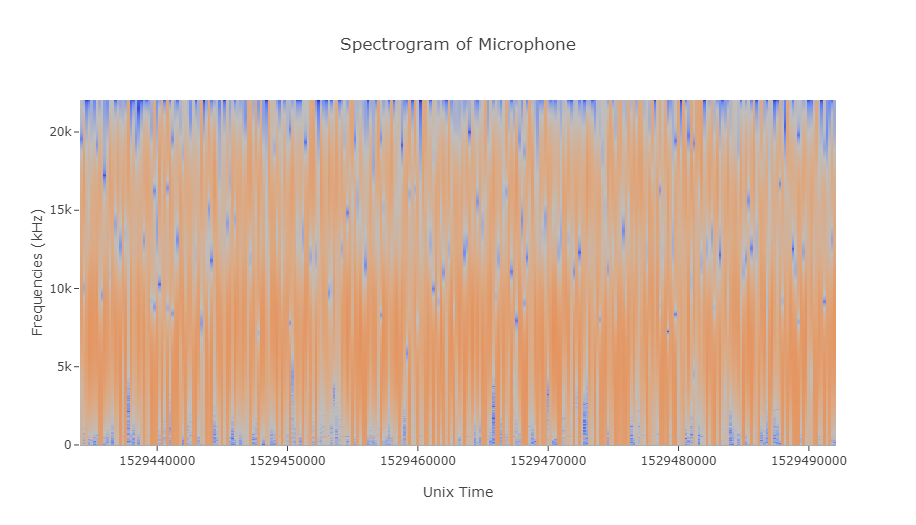 Spectrogram of Microphone
20k
15k
10k
5k
0
Frequencies (kHz)
1529440000 1529450000 1529460000 1529470000 1529480000 1529490000
Unix Time